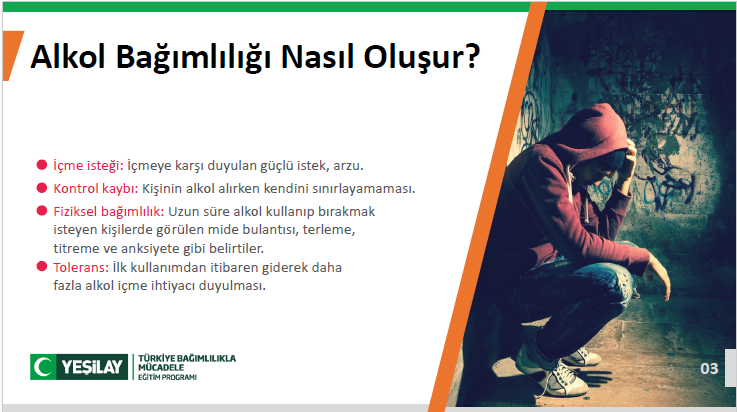 Alkol Bağımlılığı Nasıl Oluşur?
İçme isteği: İçmeye karşı duyulan güçlü istek, arzu.
Kontrol kaybı: Kişinin alkol alırken kendini sınırlayamaması.
Fiziksel bağımlılık: Uzun süre alkol kullanıp bırakmak
isteyen kişilerde görülen mide bulantısı, terleme,
titreme ve anksiyete gibi belirtiler.
Tolerans: İlk kullanımdan itibaren giderek daha
fazla alkol içme ihtiyacı duyulması.
YEŞİLAY
TÜRKİYE BAĞIMLILIKLA
MÜCADELE
EĞİTİM PROGRAMI
03